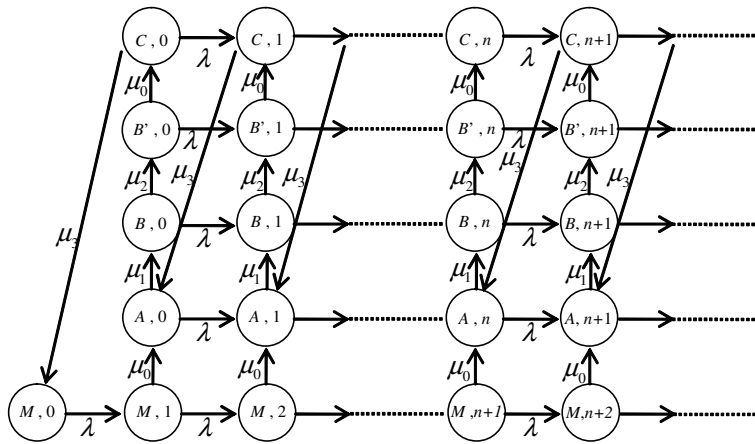 C, 0 C, 1 C, n C, n+1
λ λ
μ0 μ0 μ0 μ0
B', 0 B', 1 B', n B', n+1
λ λ
μ2 μ3 μ2 μ3 μ2 μ3 μ2 μ3
B, 0 B, 1 B, n B, n+1
μ3 λ λ
μ1 μ1 μ1 μ1
A, 0 A, 1 A, n A, n+1
λ λ
μ0 μ0 μ0 μ0
M, 0 M, 1 M, 2 M,n+1 M,n+2
λ λ λ